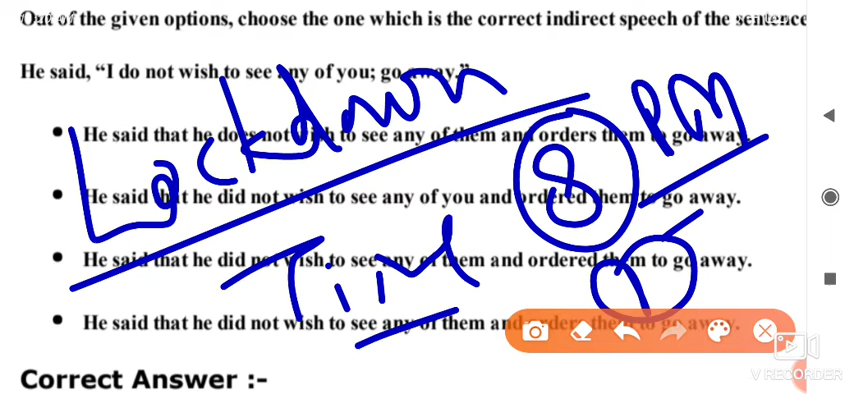 Out of the given options, choose the one which is the correct indirect speech of the sentence
He said, “I do not wish to see any of you; go away.”
• He said that he does not wish to see any of them and orders them to go away.
• He said that he did not wish to see any of you and ordered them to go away.
• He said that he did not wish to see any of them and ordered them to go away.
• He said that he did not wish to see any of them and orders them to go away.
Correct Answer :-
Lockdown
8 PM
Time
V RECORDER